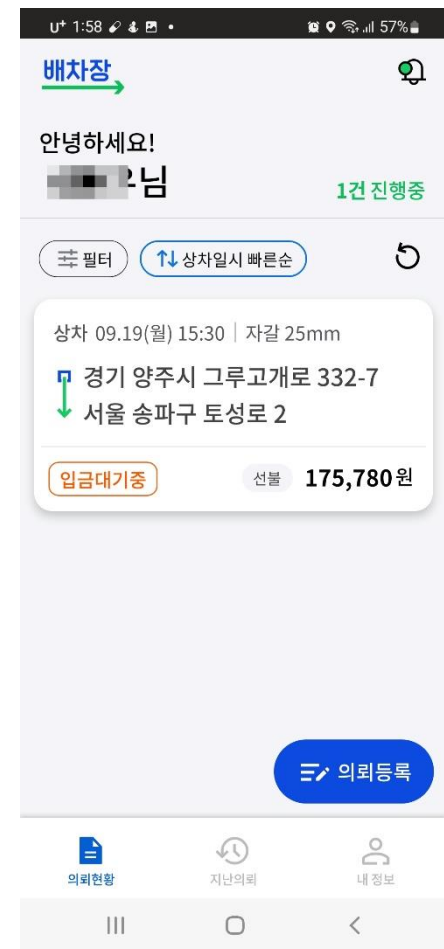 U+ 1:58 57%
배차장
안녕하세요!
님
1건 진행중
필터 상차일시 빠른순
상차 09.19(월) 15:30 자갈 25mm
경기 양주시 그루고개로 332-7
서울 송파구 토성로 2
입금대기중 선불 175,780원
의뢰등록
의뢰현황 지난의뢰 내 정보